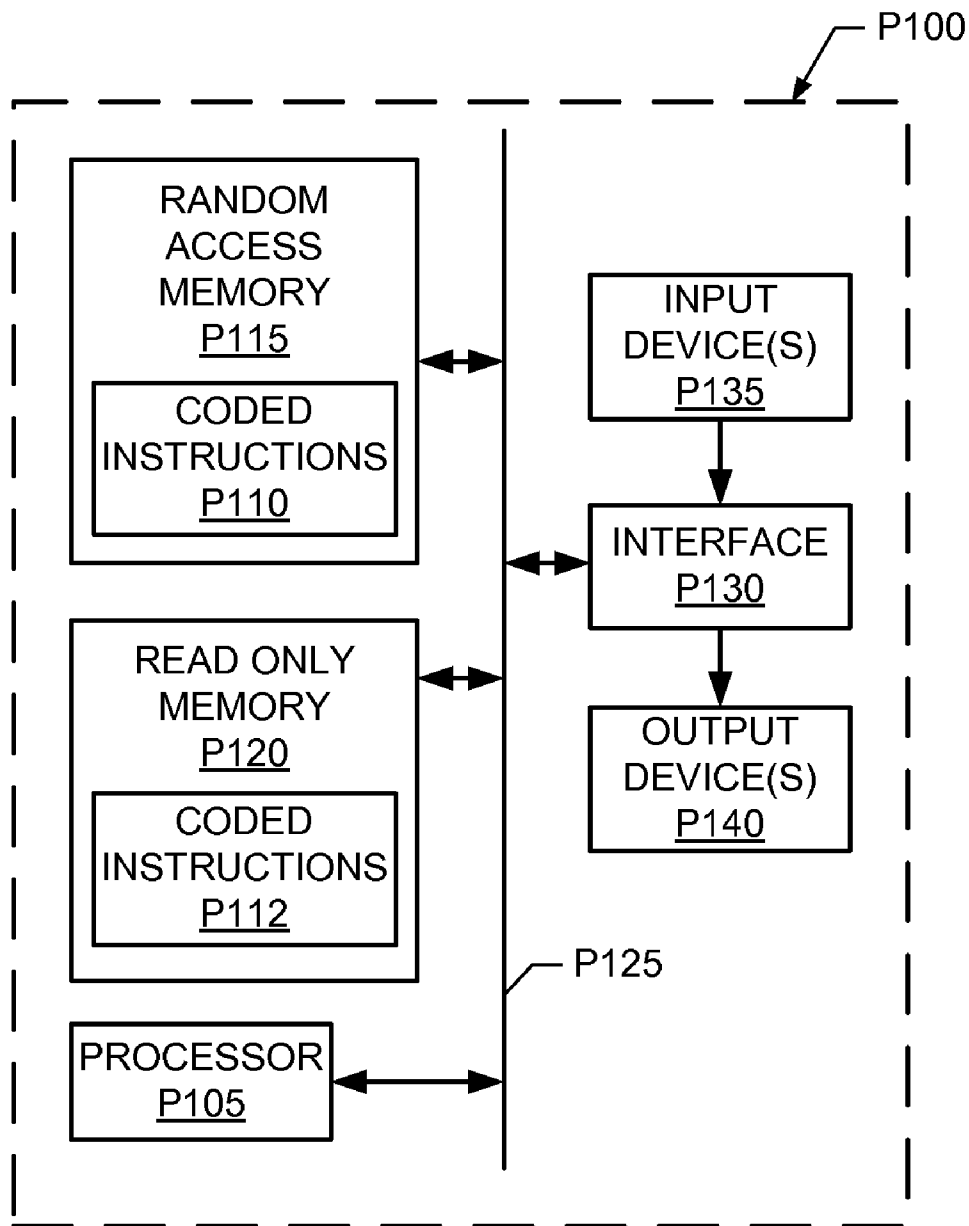 P100
RANDOM
ACCESS
MEMORY
P115
CODED
INSTRUCTIONS
P110
READ ONLY
MEMORY
P120
CODED
INSTRUCTIONS
P112
PROCESSOR
P105
P125
INPUT
DEVICE(S)
P135
INTERFACE
P130
OUTPUT
DEVICE(S)
P140